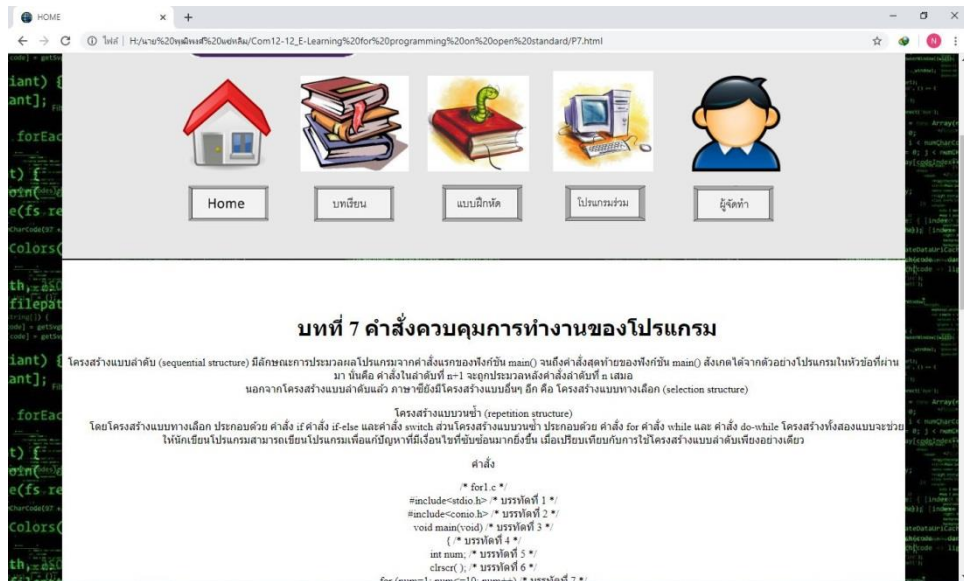 HOME
ไฟล์ | H:/นาย%20พุฒิพงศ์%20แซ่หลิม/Com12-12_E-Learning%20for%20programming%20on%20open%20standard/P7.html
Home
บทเรียน
แบบฝึกหัด
โปรแกรมร่วม
ผู้จัดทำ
บทที่ 7 คำสั่งควบคุมการทำงานของโปรแกรม
โครงสร้างแบบลำดับ (sequential structure) มีลักษณะการประมวลผลโปรแกรมจากคำสั่งแรกของฟังก์ชัน main() จนถึงคำสั่งสุดท้ายของฟังก์ชัน main() สังเกตได้จากตัวอย่างโปรแกรมในหัวข้อที่ผ่าน
มา นั่นคือ คำสั่งในลำดับที่ n+1 จะถูกประมวลหลังคำสั่งลำดับที่ n เสมอ
นอกจากโครงสร้างแบบลำดับแล้ว ภาษาซียังมีโครงสร้างแบบอื่นๆ อีก คือ โครงสร้างแบบทางเลือก (selection structure)
โครงสร้างแบบวนซ้ำ (repetition structure)
โดยโครงสร้างแบบทางเลือก ประกอบด้วย คำสั่ง if คำสั่ง if-else และคำสั่ง switch ส่วนโครงสร้างแบบวนซ้ำ ประกอบด้วย คำสั่ง for คำสั่ง while และ คำสั่ง do-while โครงสร้างทั้งสองแบบจะช่วย
ให้นักเขียนโปรแกรมสามารถเขียนโปรแกรมเพื่อแก้ปัญหาที่มีเงื่อนไขที่ซับซ้อนมากยิ่งขึ้น เมื่อเปรียบเทียบกับการใช้โครงสร้างแบบลำดับเพียงอย่างเดียว
คำสั่ง
/* for1.c */
#include<stdio.h> /* บรรทัดที่ 1 */
#include<conio.h> /* บรรทัดที่ 2 */
void main(void) /* บรรทัดที่ 3 */
{ /* บรรทัดที่ 4 */
int num; /* บรรทัดที่ 5 */
clrscr( ); /* บรรทัดที่ 6 */
for (num=1; num<=10; num++) /* บรรทัดที่ 7 */